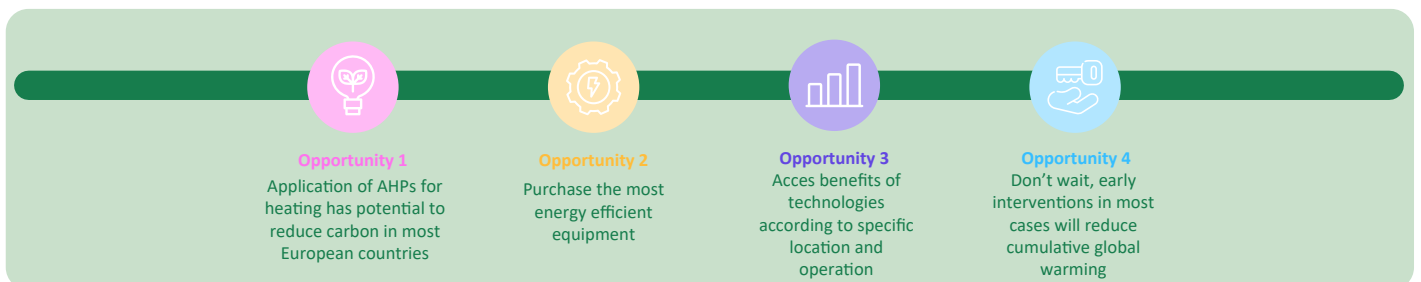 Opportunity 1
Application of AHPs for
heating has potential to
reduce carbon in most
European countries
Opportunity 2
Purchase the most
energy efficient
equipment
Opportunity 3
Acces benefits of
technologies
according to specific
location and
operation
Opportunity 4
Don’t wait, early
interventions in most
cases will reduce
cumulative global
warming